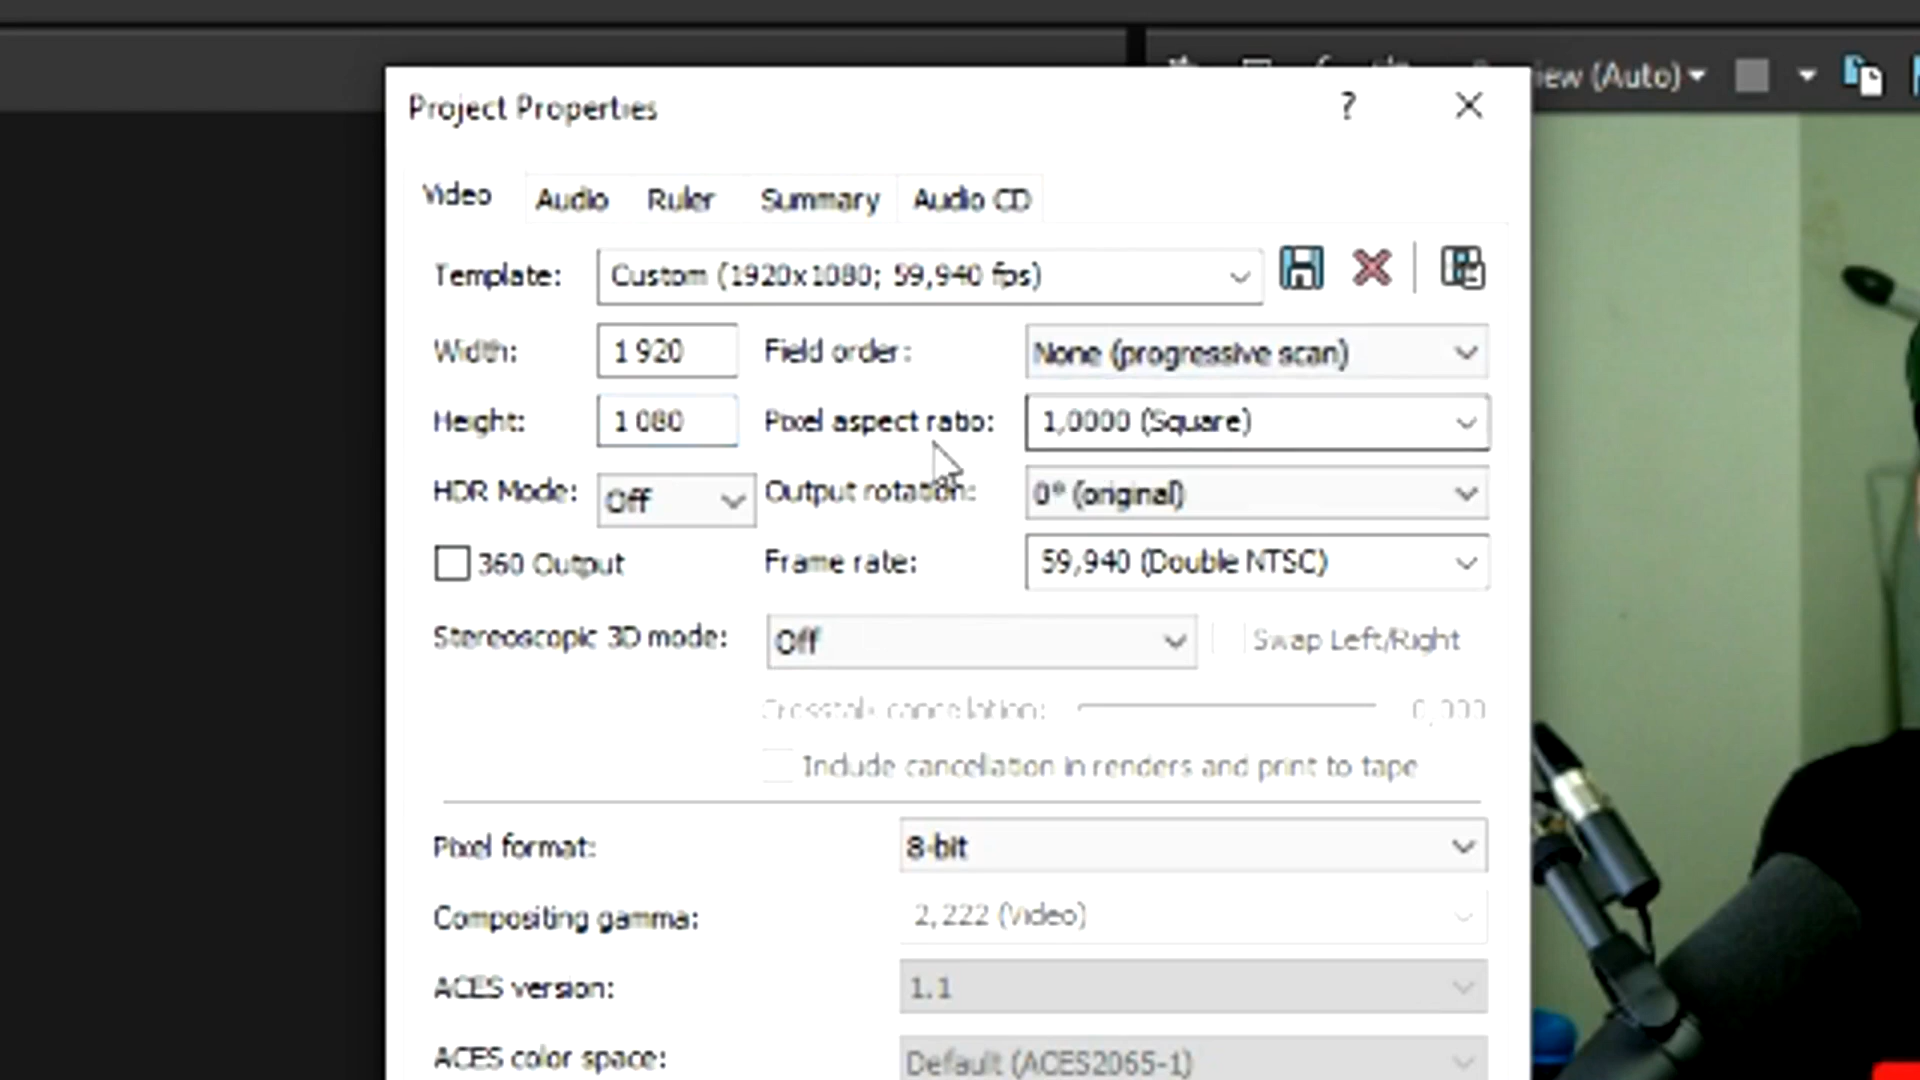 iew (Auto)
Project Properties
?
Video Audio Ruler Summary Audio CD
Template: Custom (1920x1080; 59,940 fps)
Width: 1 920 Field order: None (progressive scan)
Height: 1 080 Pixel aspect ratio: 1,0000 (Square)
HDR Mode: Off Output rotation: 0° (original)
360 Output Frame rate: 59,940 (Double NTSC)
Stereoscopic 3D mode: Off Swap Left/Right
Crosstalk cancellation: 0,000
Include cancellation in renders and print to tape
Pixel format: 8-bit
Compositing gamma: 2,222 (Video)
ACES version: 1.1
ACES color space: Default (ACES2065-1)